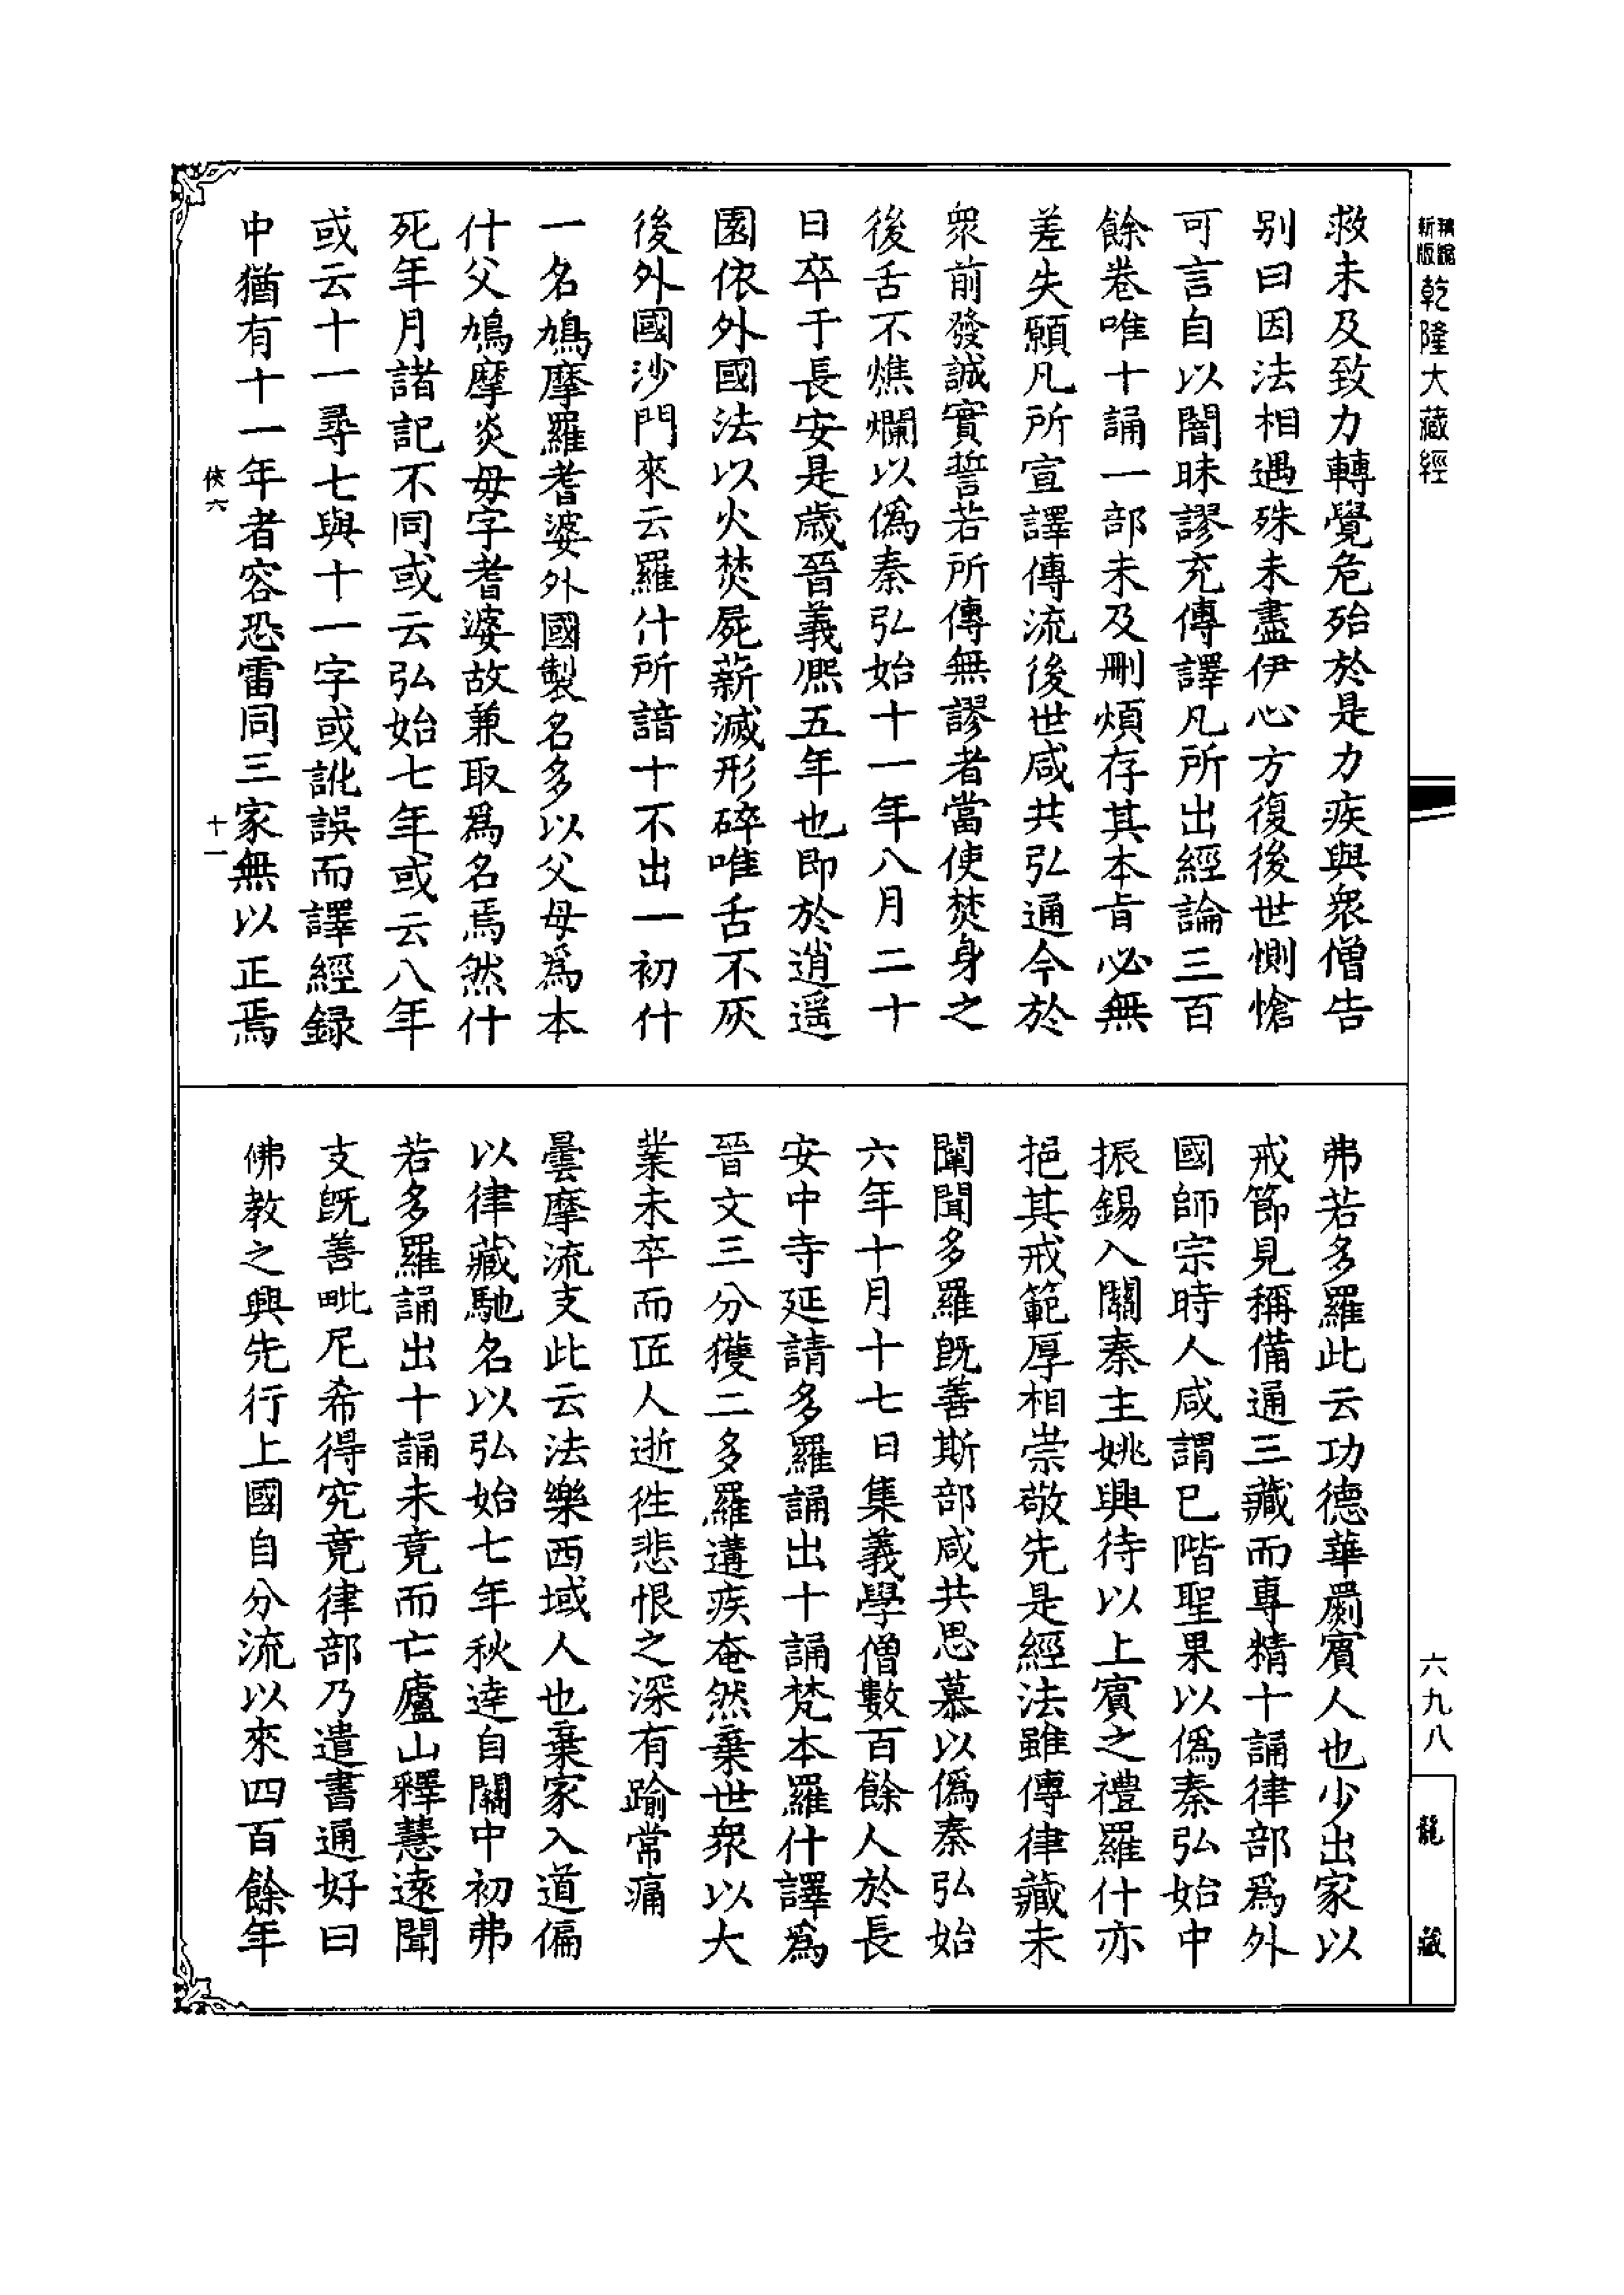 乾隆大藏經
救未及致力轉覺危殆於是力疾與衆僧告
别曰因法相遇殊未盡伊心方復後世惻愴
可言自以闇昧謬充傳譯凡所出經論三百
餘卷唯十誦一部未及刪煩存其本旨必無
差失願凡所宣譯傳流後世咸共弘通今於
衆前發誠實誓若所傳無謬者當使焚身之
後舌不燋爛以僞秦弘始十一年八月二十
日卒于長安是歲晉義熈五年也即於逍遥
園依外國法以火焚屍薪滅形碎唯舌不灰
後外國沙門來云羅什所諳十不出一初什
一名鳩摩羅耆婆外國製名多以父母爲本
什父鳩摩炎母字耆婆故兼取爲名焉然什
死年月諸記不同或云弘始七年或云八年
或云十一尋七與十一字或訛誤而譯經録
中猶有十一年者容恐雷同三家無以正焉
俠六
十一
弗若多羅此云功德華罽賓人也少出家以
戒節見稱備通三藏而專精十誦律部爲外
國師宗時人咸謂已階聖果以僞秦弘始中
振錫入關秦主姚興待以上賓之禮羅什亦
挹其戒範厚相崇敬先是經法雖傳律藏未
闡聞多羅旣善斯部咸共思慕以僞秦弘始
六年十月十七日集義學僧數百餘人於長
安中寺延請多羅誦出十誦梵本羅什譯爲
晉文三分獲二多羅遘疾奄然棄世衆以大
業未卒而匠人逝徃悲恨之深有踰常痛
曇摩流支此云法樂西域人也棄家入道偏
以律藏馳名以弘始七年秋逹自關中初弗
若多羅誦出十誦未竟而亡廬山釋慧遠聞
支旣善毗尼希得究竟律部乃遣書通好曰
佛教之興先行上國自分流以來四百餘年
六九八
龍藏